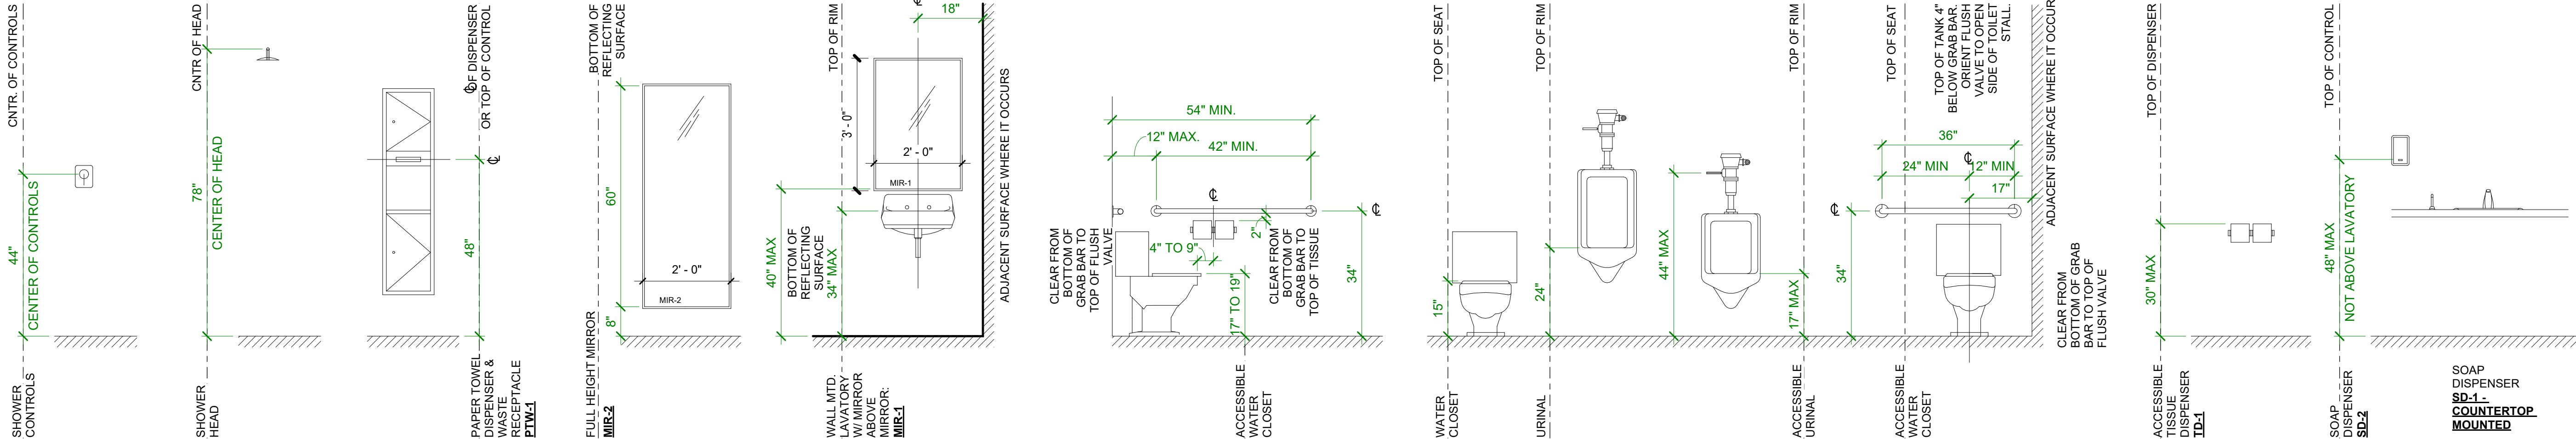 CNTR. OF CONTROLS
44"
CENTER OF CONTROLS
SHOWER
CONTROLS
CNTR OF HEAD
78"
CENTER OF HEAD
SHOWER
HEAD
℄ OF DISPENSER
OR TOP OF CONTROL
℄
48"
PAPER TOWEL
DISPENSER &
WASTE
RECEPTACLE
PTW-1
BOTTOM OF
REFLECTING
SURFACE
60"
2' - 0"
MIR-2
8"
FULL HEIGHT MIRROR
MIR-2
TOP OF RIM
℄
18"
3' - 0"
2' - 0"
MIR-1
40" MAX
BOTTOM OF
REFLECTING
SURFACE
34" MAX
ADJACENT SURFACE WHERE IT OCCURS
WALL MTD.
LAVATORY
W/ MIRROR
ABOVE
MIRROR:
MIR-1
54" MIN.
12" MAX.
42" MIN.
℄
℄
2"
4" TO 9"
CLEAR FROM
BOTTOM OF
GRAB BAR TO
TOP OF FLUSH
VALVE
17" TO 19"
CLEAR FROM
BOTTOM OF
GRAB BAR TO
TOP OF TISSUE
34"
ACCESSIBLE
WATER
CLOSET
TOP OF SEAT
15"
WATER
CLOSET
TOP OF RIM
24"
URINAL
44" MAX
TOP OF RIM
17" MAX
ACCESSIBLE
URINAL
TOP OF SEAT
TOP OF TANK 4"
BELOW GRAB BAR.
ORIENT FLUSH
VALVE TO OPEN
SIDE OF TOILET
STALL.
36"
℄
24" MIN
12" MIN
17"
℄
34"
ADJACENT SURFACE WHERE IT OCCUR
CLEAR FROM
BOTTOM OF GRAB
BAR TO TOP OF
FLUSH VALVE
ACCESSIBLE
WATER
CLOSET
TOP OF DISPENSER
30" MAX
ACCESSIBLE
TISSUE
DISPENSER
TD-1
TOP OF CONTROL
48" MAX
NOT ABOVE LAVATORY
SOAP
DISPENSER
SD-2
SOAP
DISPENSER
SD-1 -
COUNTERTOP
MOUNTED